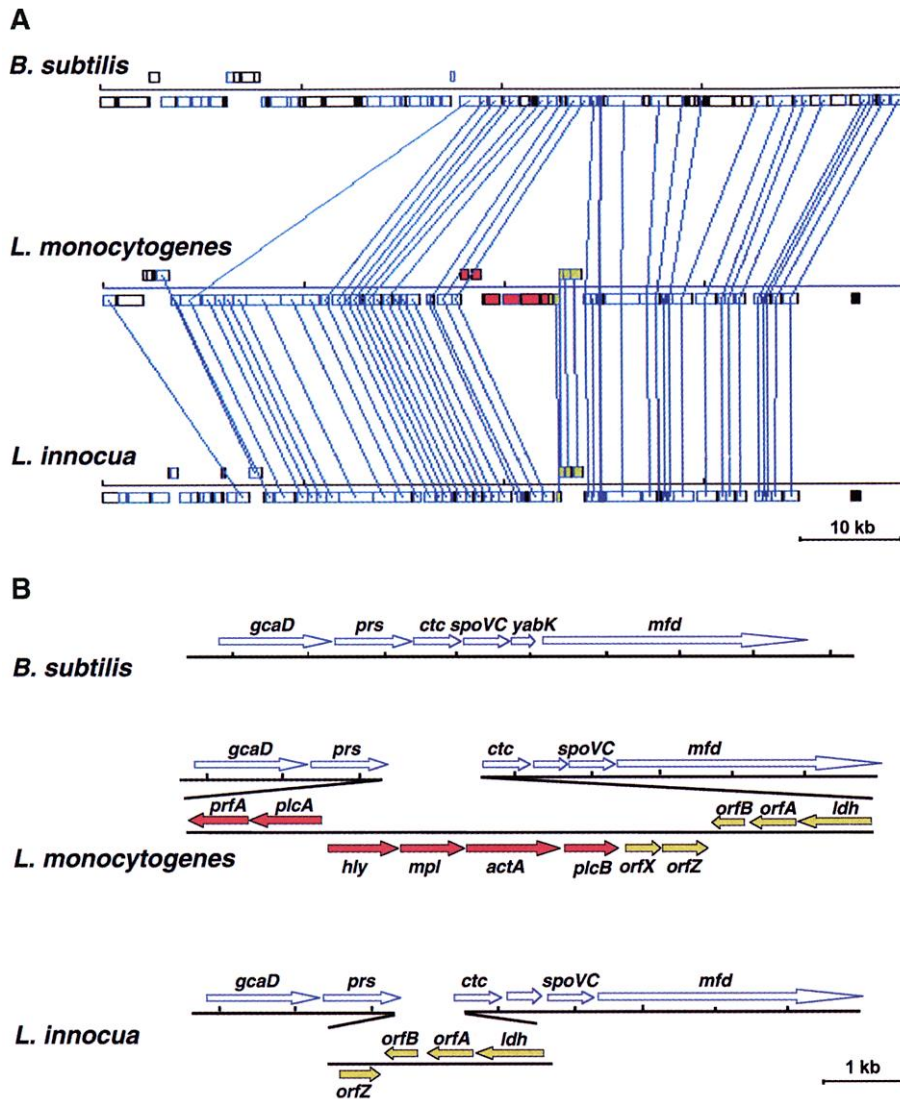 A
B. subtilis
L. monocytogenes
L. innocua
10 kb
B
gcaD prs ctc spoVC yabK mfd
B. subtilis
gcaD prs ctc spoVC mfd
prfA plcA orfB orfA ldh
L. monocytogenes
hly mpl actA plcB orfX orfZ
gcaD prs ctc spoVC mfd
L. innocua
orfB orfA ldh
orfZ
1 kb